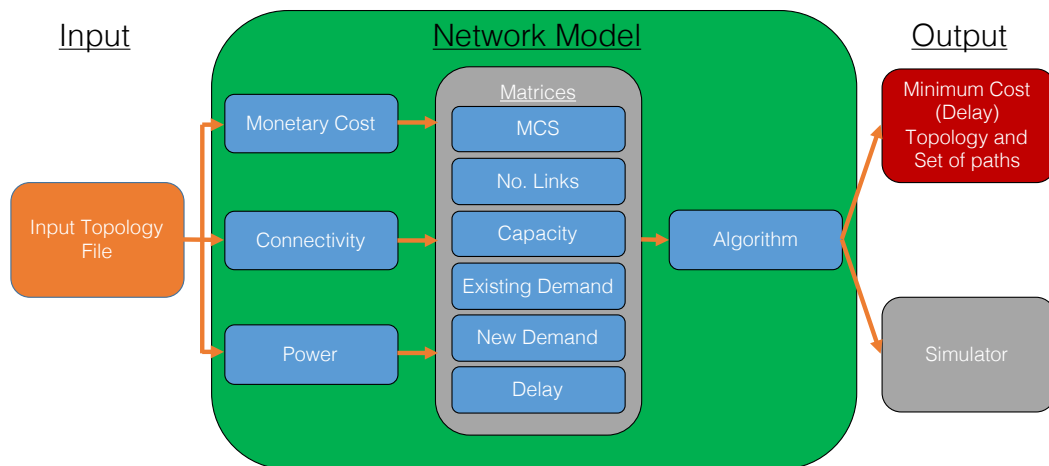 Input
Network Model
Output
Input Topology
File
Monetary Cost
Connectivity
Power
Matrices
MCS
No. Links
Capacity
Existing Demand
New Demand
Delay
Algorithm
Minimum Cost
(Delay)
Topology and
Set of paths
Simulator